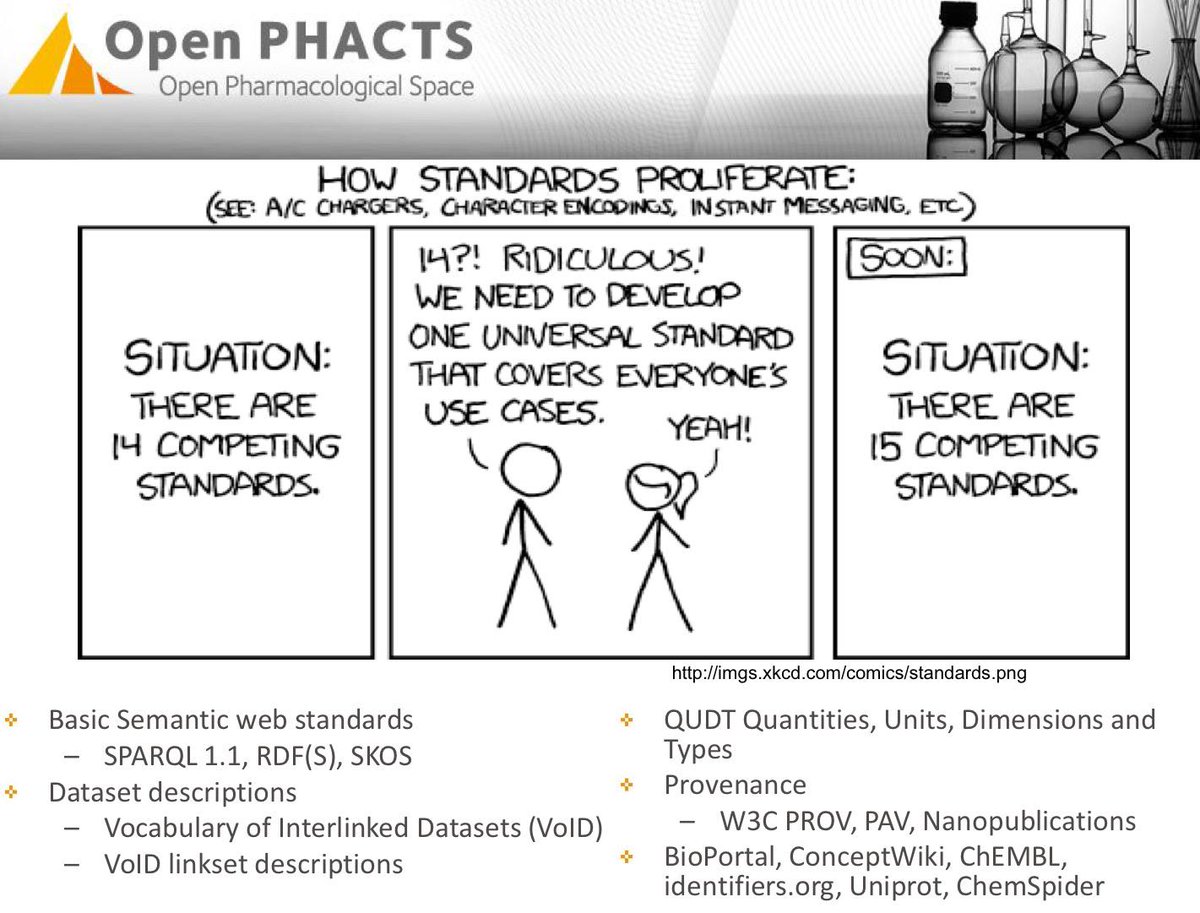 Open PHACTS
Open Pharmacological Space
HOW STANDARDS PROLIFERATE:
(SEE: A/C CHARGERS, CHARACTER ENCODINGS, INSTANT MESSAGING, ETC.)
SITUATION:
THERE ARE
14 COMPETING
STANDARDS.
14?! RIDICULOUS!
WE NEED TO DEVELOP
ONE UNIVERSAL STANDARD
THAT COVERS EVERYONE'S
USE CASES.
YEAH!
SOON:
SITUATION:
THERE ARE
15 COMPETING
STANDARDS.
http://imgs.xkcd.com/comics/standards.png
Basic Semantic web standards
– SPARQL 1.1, RDF(S), SKOS
Dataset descriptions
– Vocabulary of Interlinked Datasets (VoID)
– VoID linkset descriptions
QUDT Quantities, Units, Dimensions and
Types
Provenance
– W3C PROV, PAV, Nanopublications
BioPortal, ConceptWiki, ChEMBL,
identifiers.org, Uniprot, ChemSpider